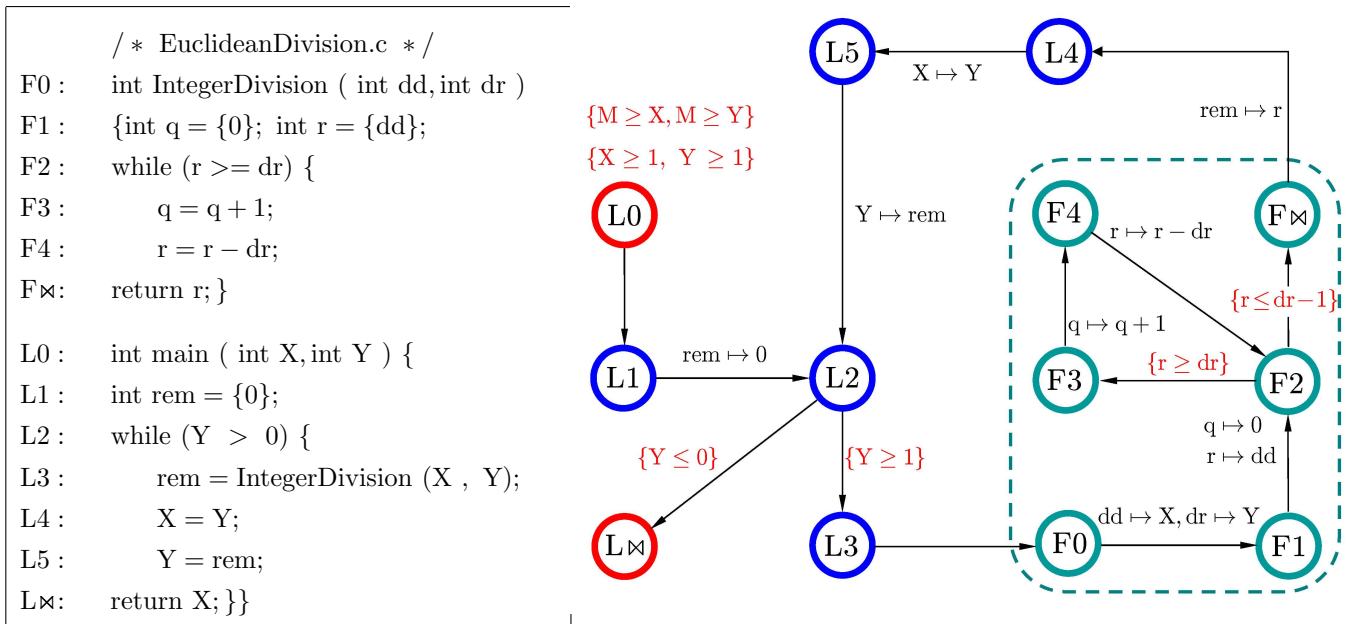 /∗ EuclideanDivision.c ∗/
F0 : int IntegerDivision ( int dd, int dr )
F1 : {int q = {0}; int r = {dd};
F2 : while (r >= dr) {
F3 : q = q + 1;
F4 : r = r − dr;
F⋈: return r; }
L0 : int main ( int X, int Y ) {
L1 : int rem = {0};
L2 : while (Y > 0) {
L3 : rem = IntegerDivision (X , Y);
L4 : X = Y;
L5 : Y = rem;
L⋈: return X; }}
L5
L4
X ↦ Y
{M ≥ X, M ≥ Y}
{X ≥ 1, Y ≥ 1}
rem ↦ r
L0
Y ↦ rem
F4
F⋈
r ↦ r − dr
{r ≤ dr − 1}
q ↦ q + 1
L1
rem ↦ 0
L2
F3
{r ≥ dr}
F2
q ↦ 0
r ↦ dd
{Y ≤ 0}
{Y ≥ 1}
dd ↦ X, dr ↦ Y
L⋈
L3
F0
F1